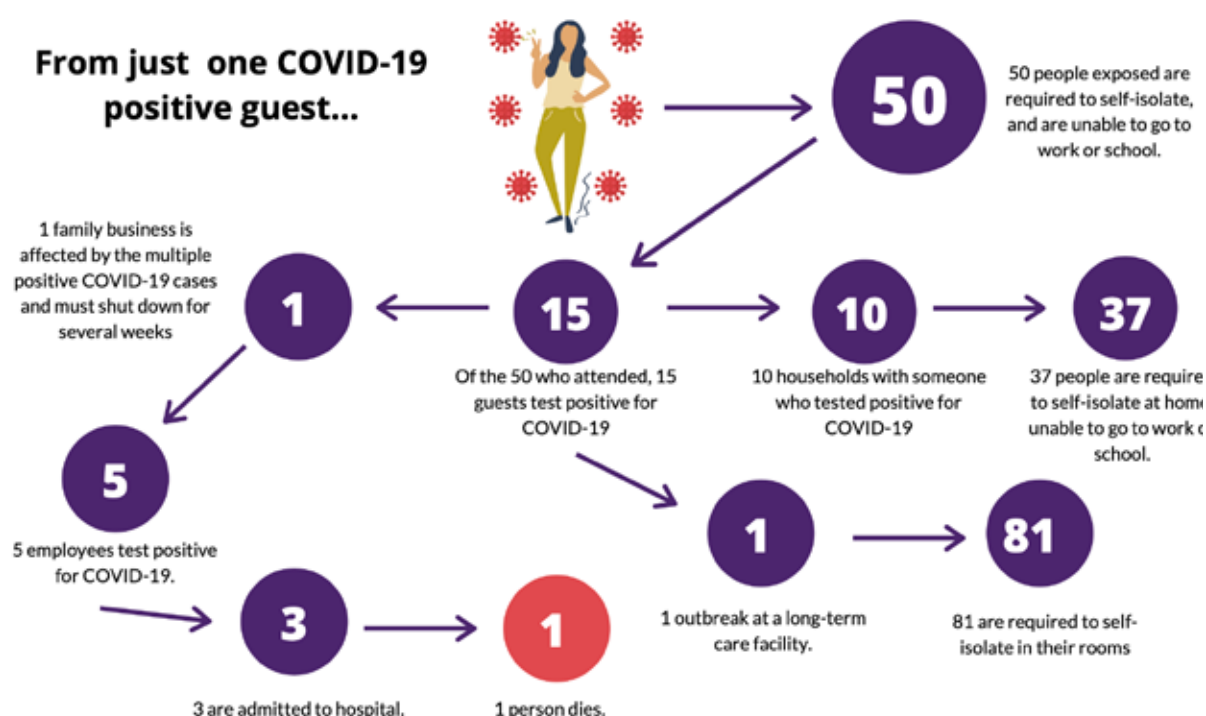 From just one COVID-19
positive guest...
50
50 people exposed are
required to self-isolate,
and are unable to go to
work or school.
1 family business is
affected by the multiple
positive COVID-19 cases
and must shut down for
several weeks
1
15
Of the 50 who attended, 15
guests test positive for
COVID-19
10
10 households with someone
who tested positive for
COVID-19
37
37 people are require
to self-isolate at home
unable to go to work o
school.
5
5 employees test positive
for COVID-19.
1
1 outbreak at a long-term
care facility.
81
81 are required to self-
isolate in their rooms
3
3 are admitted to hospital.
1
1 person dies.